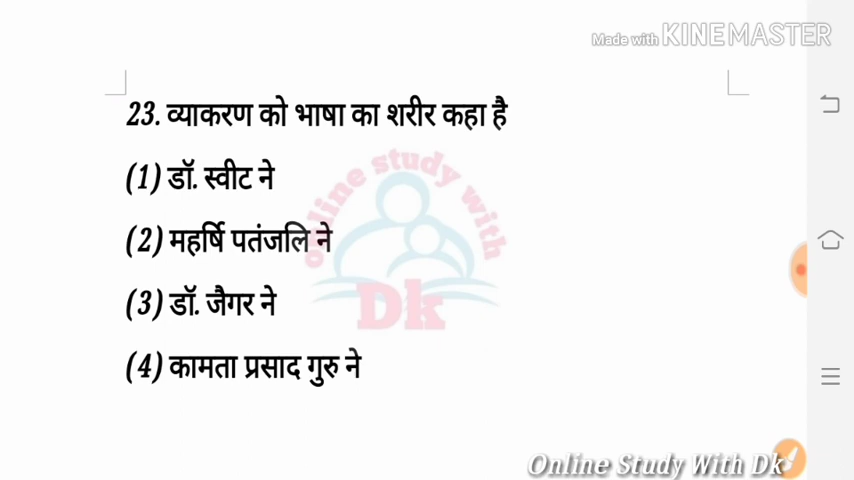 Made with KINEMASTER
23. व्याकरण को भाषा का शरीर कहा है
(1) डॉ. स्वीट ने
(2) महर्षि पतंजलि ने
(3) डॉ. जैगर ने
(4) कामता प्रसाद गुरु ने
online study with
Dk
Online Study With Dk